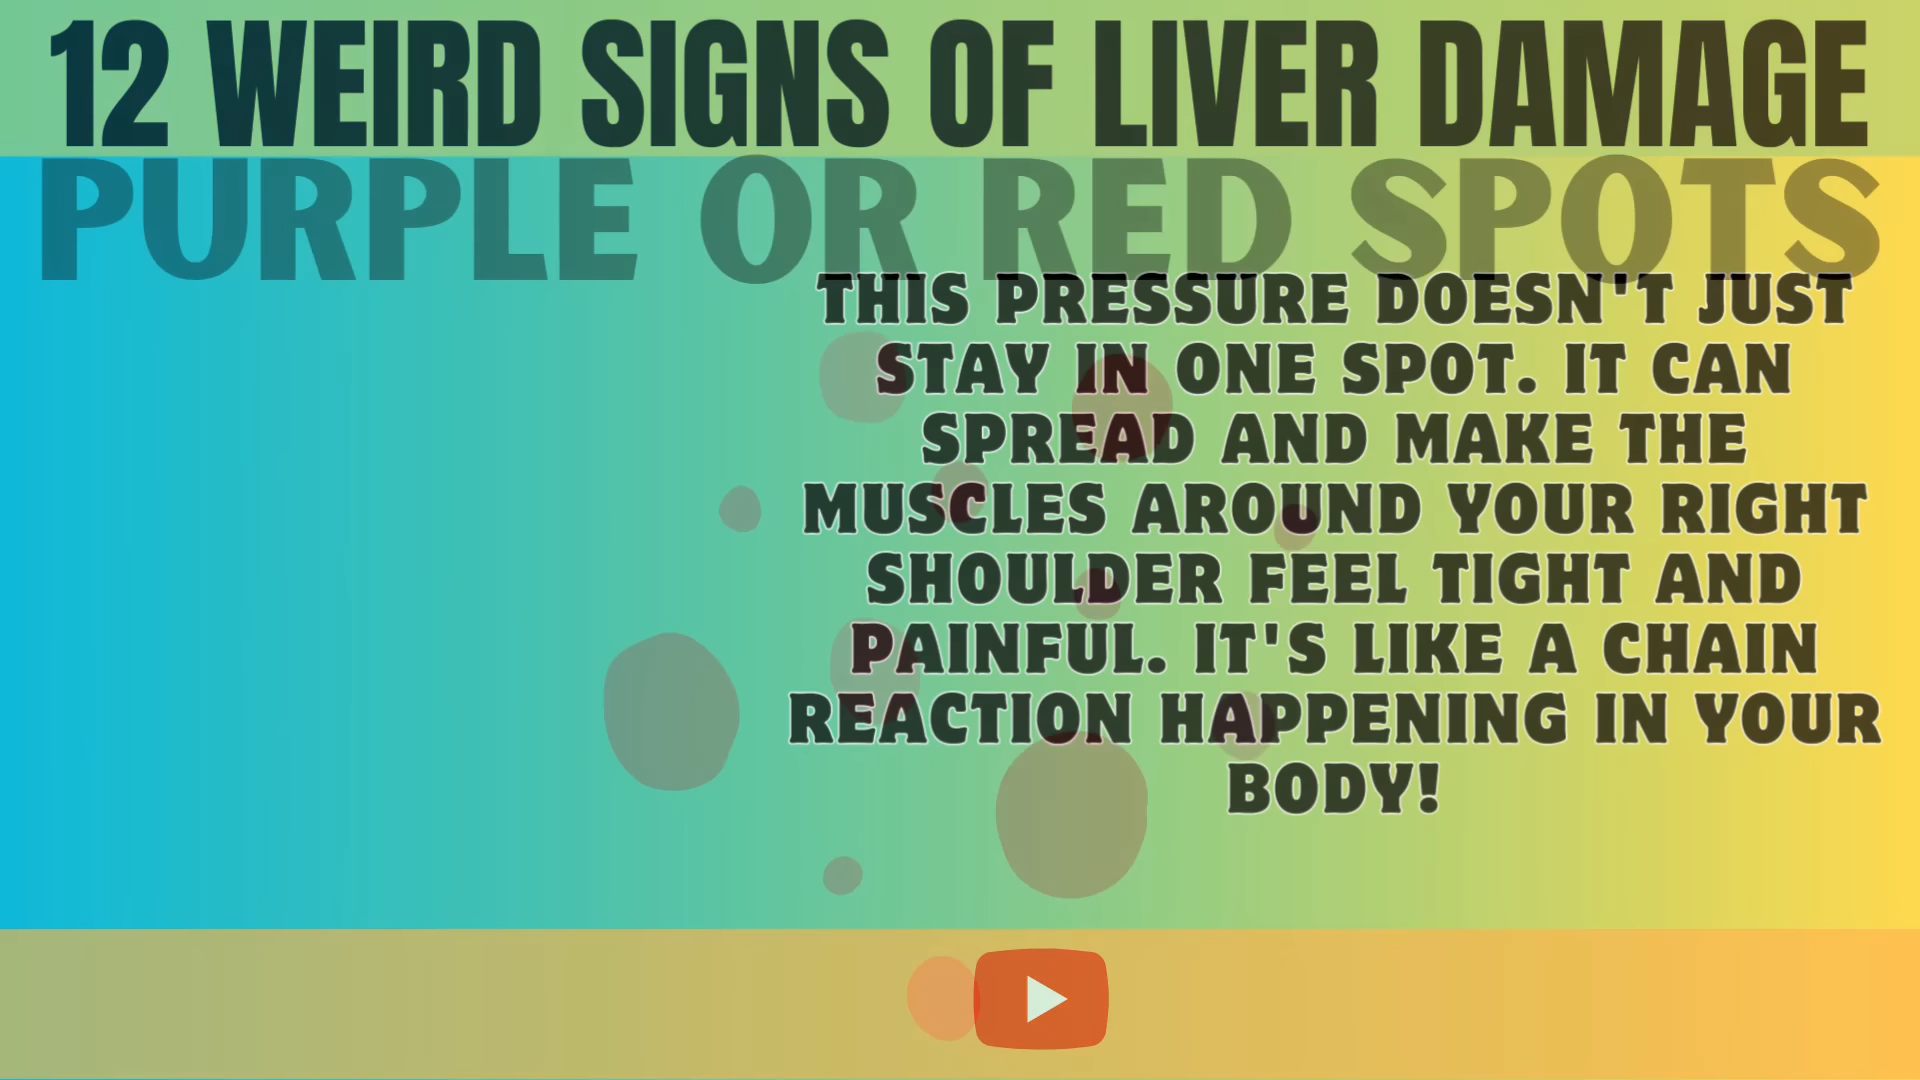 12 WEIRD SIGNS OF LIVER DAMAGE
PURPLE OR RED SPOTS
THIS PRESSURE DOESN'T JUST
STAY IN ONE SPOT. IT CAN
SPREAD AND MAKE THE
MUSCLES AROUND YOUR RIGHT
SHOULDER FEEL TIGHT AND
PAINFUL. IT'S LIKE A CHAIN
REACTION HAPPENING IN YOUR
BODY!